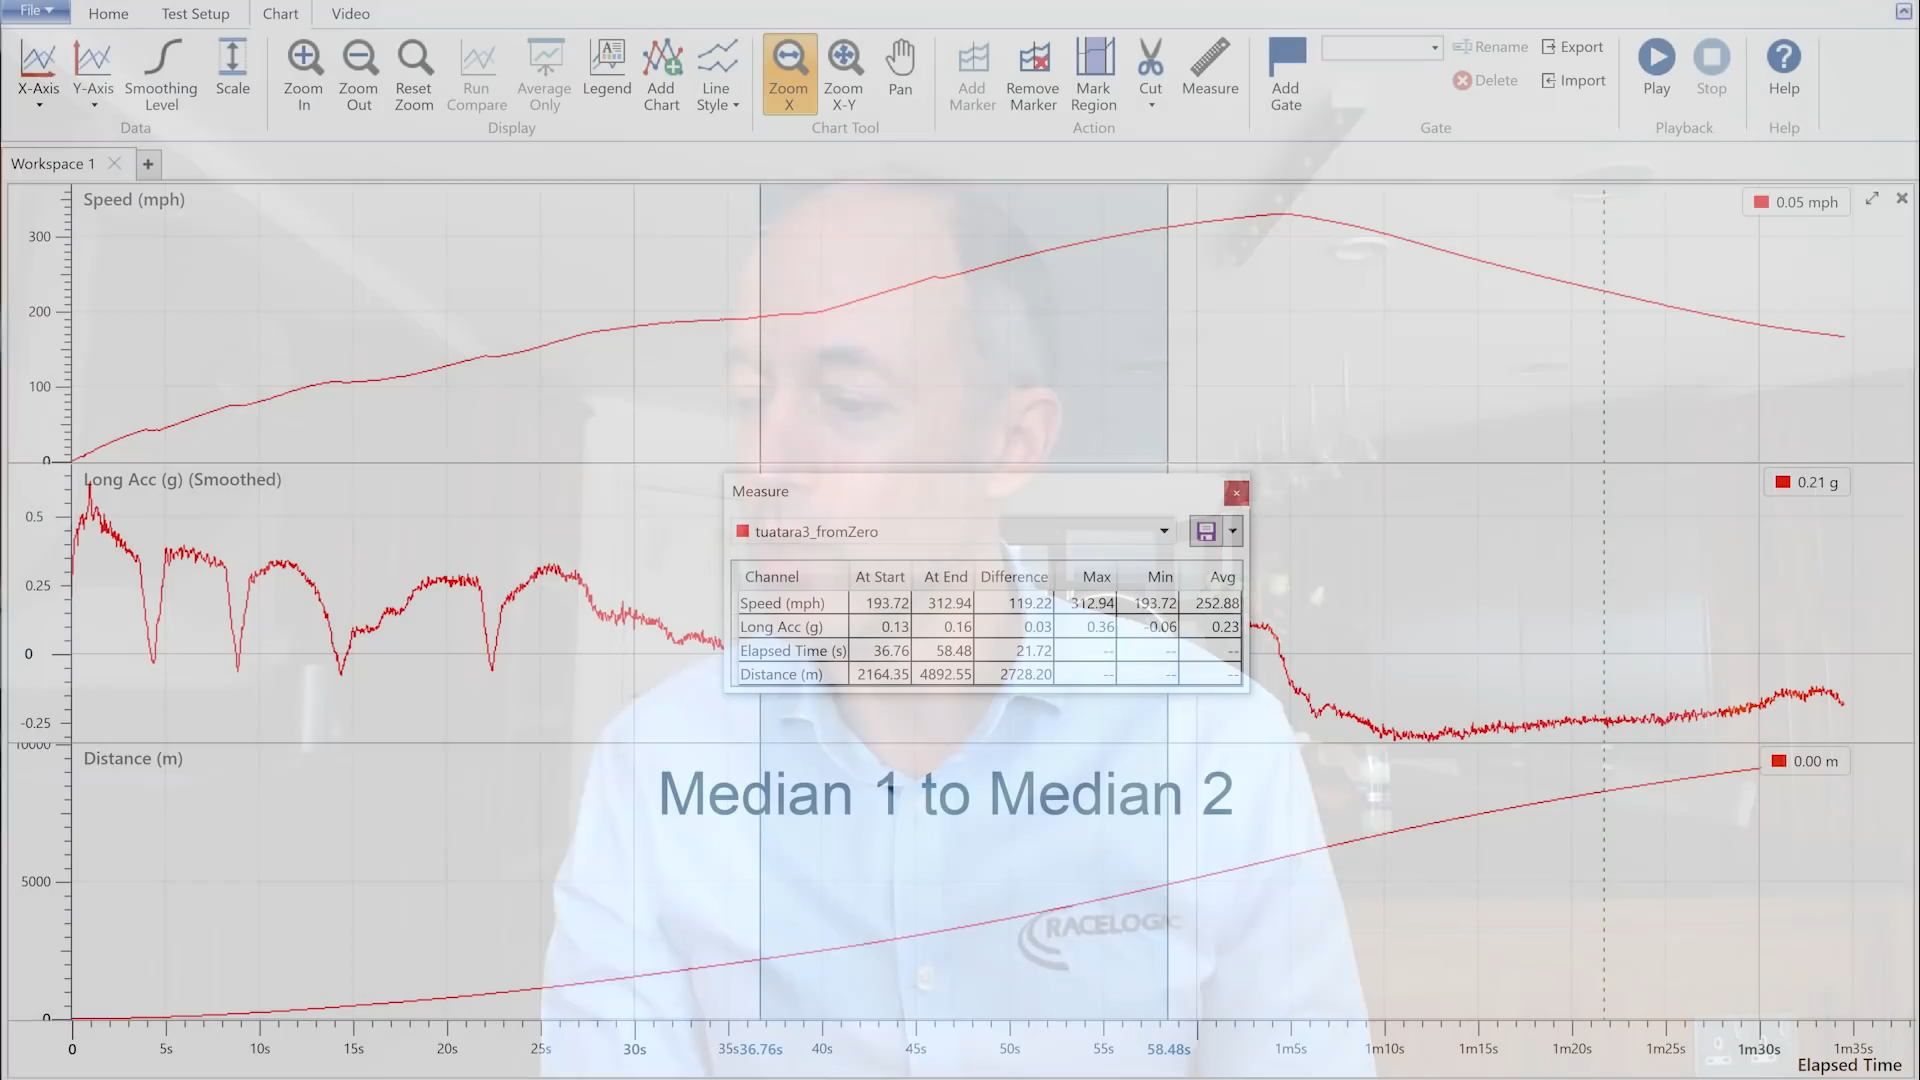 File
Home Test Setup Chart Video
X-Axis Y-Axis Smoothing Level Scale
Data
Zoom In Zoom Out Reset Zoom Run Compare Average Only Legend Add Chart Line Style
Display
Zoom X Zoom X-Y Pan
Chart Tool
Add Marker Remove Marker Mark Region Cut Measure
Action
Add Gate Rename Export
Delete Import
Gate
Play Stop
Playback
Help
Help
Workspace 1 +
Speed (mph)
0.05 mph
300
200
100
0
Long Acc (g) (Smoothed)
0.21 g
0.5
0.25
0
-0.25
Measure
tuatara3_fromZero
Channel At Start At End Difference Max Min Avg
Speed (mph) 193.72 312.94 119.22 312.94 193.72 252.88
Long Acc (g) 0.13 0.16 0.03 0.36 -0.06 0.23
Elapsed Time (s) 36.76 58.48 21.72 -- -- --
Distance (m) 2164.35 4892.55 2728.20 -- -- --
10000
Distance (m)
0.00 m
Median 1 to Median 2
5000
RACELOGIC
0
0 5s 10s 15s 20s 25s 30s 35s 36.76s 40s 45s 50s 55s 58.48s 1m5s 1m10s 1m15s 1m20s 1m25s 1m30s 1m35s
Elapsed Time